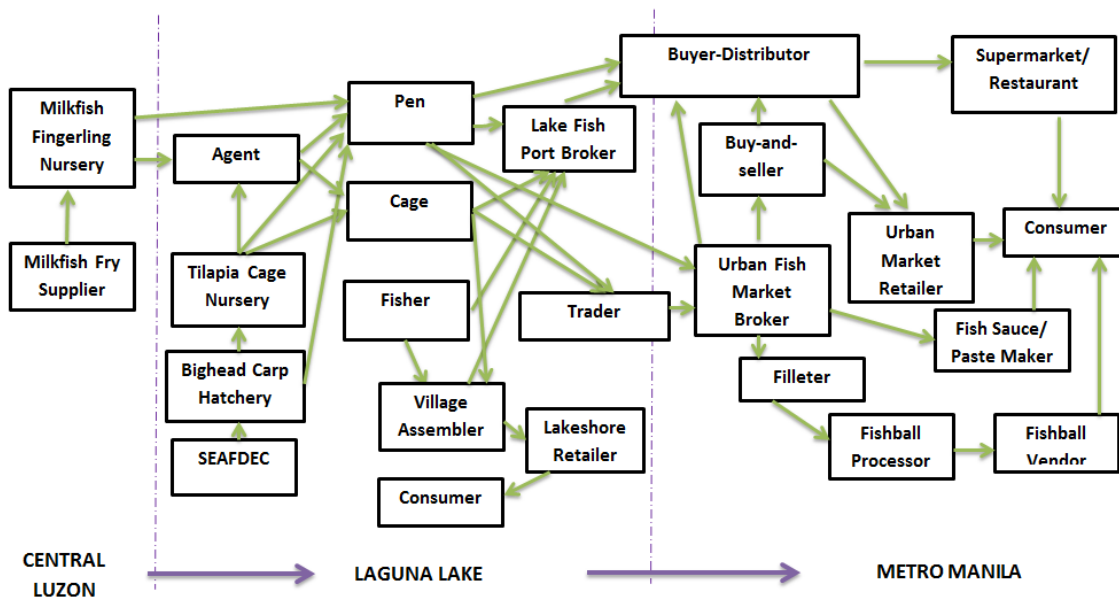 Milkfish
Fingerling
Nursery
Milkfish Fry
Supplier
Agent
Tilapia Cage
Nursery
Bighead Carp
Hatchery
SEAFDEC
Pen
Cage
Fisher
Village
Assembler
Consumer
Lake Fish
Port Broker
Trader
Lakeshore
Retailer
Buyer-Distributor
Buy-and-
seller
Urban Fish
Market
Broker
Filleter
Fishball
Processor
Supermarket/
Restaurant
Urban
Market
Retailer
Consumer
Fish Sauce/
Paste Maker
Fishball
Vendor
CENTRAL
LUZON
LAGUNA LAKE
METRO MANILA